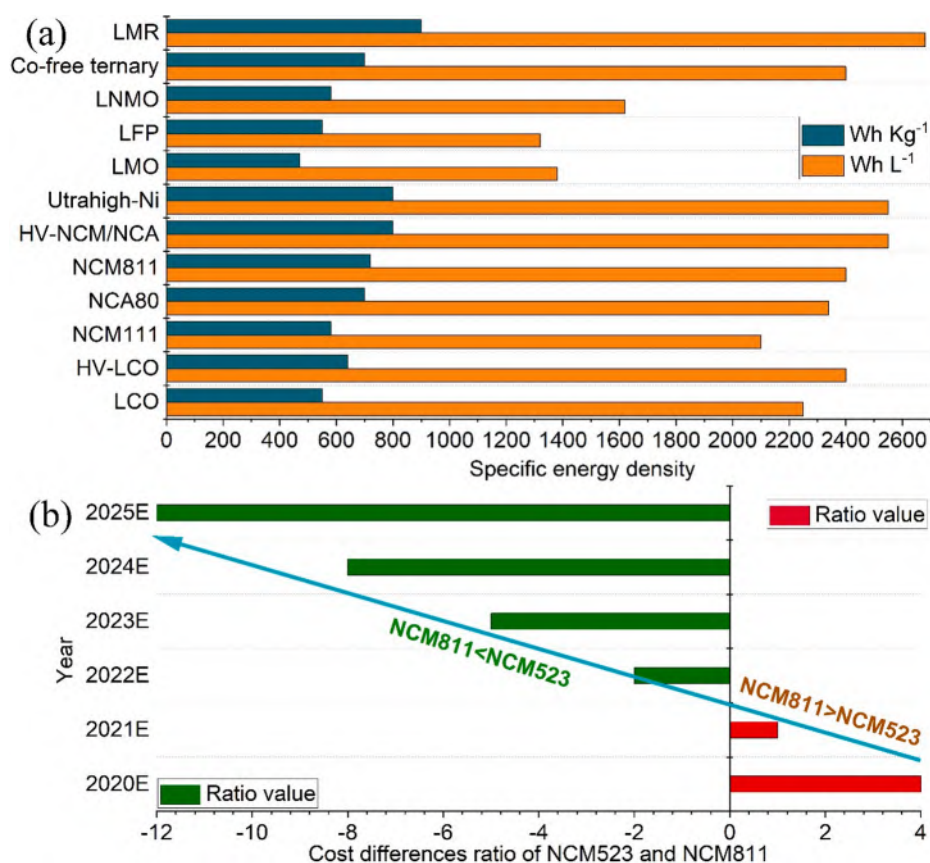 (a)
LMR
Co-free ternary
LNMO
LFP
LMO
Utrahigh-Ni
HV-NCM/NCA
NCM811
NCA80
NCM111
HV-LCO
LCO
Wh Kg⁻¹
Wh L⁻¹
0 200 400 600 800 1000 1200 1400 1600 1800 2000 2200 2400 2600
Specific energy density
(b)
Year
2025E
2024E
2023E
2022E
2021E
2020E
Ratio value
NCM811<NCM523
NCM811>NCM523
Ratio value
-12 -10 -8 -6 -4 -2 0 2 4
Cost differences ratio of NCM523 and NCM811